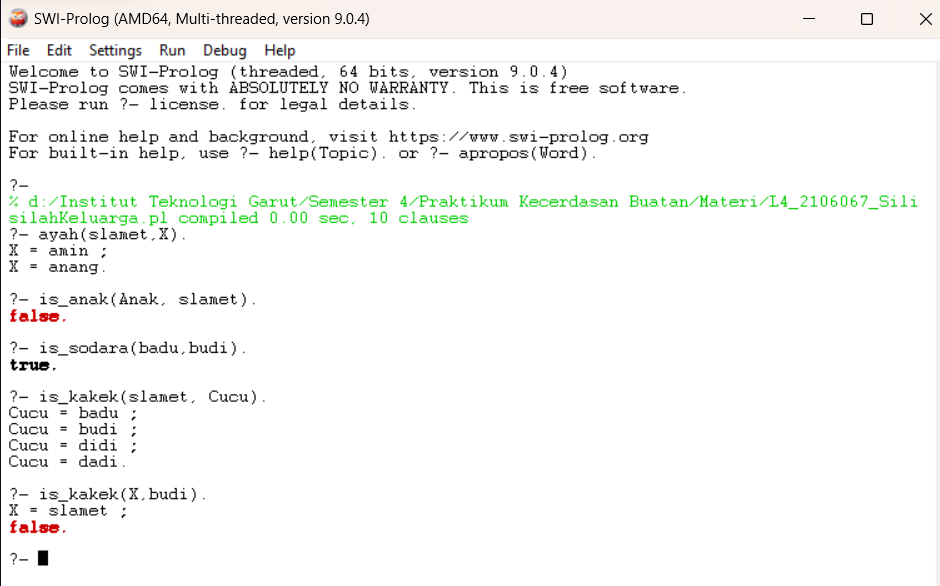 SWI-Prolog (AMD64, Multi-threaded, version 9.0.4)
File Edit Settings Run Debug Help
Welcome to SWI-Prolog (threaded, 64 bits, version 9.0.4)
SWI-Prolog comes with ABSOLUTELY NO WARRANTY. This is free software.
Please run ?- license. for legal details.

For online help and background, visit https://www.swi-prolog.org
For built-in help, use ?- help(Topic). or ?- apropos(Word).

?-
% d:/Institut Teknologi Garut/Semester 4/Praktikum Kecerdasan Buatan/Materi/L4_2106067_Sili
silahKeluarga.pl compiled 0.00 sec, 10 clauses
?- ayah(slamet,X).
X = amin ;
X = anang.

?- is_anak(Anak, slamet).
false.

?- is_sodara(badu,budi).
true.

?- is_kakek(slamet, Cucu).
Cucu = badu ;
Cucu = budi ;
Cucu = didi ;
Cucu = dadi.

?- is_kakek(X,budi).
X = slamet ;
false.

?-